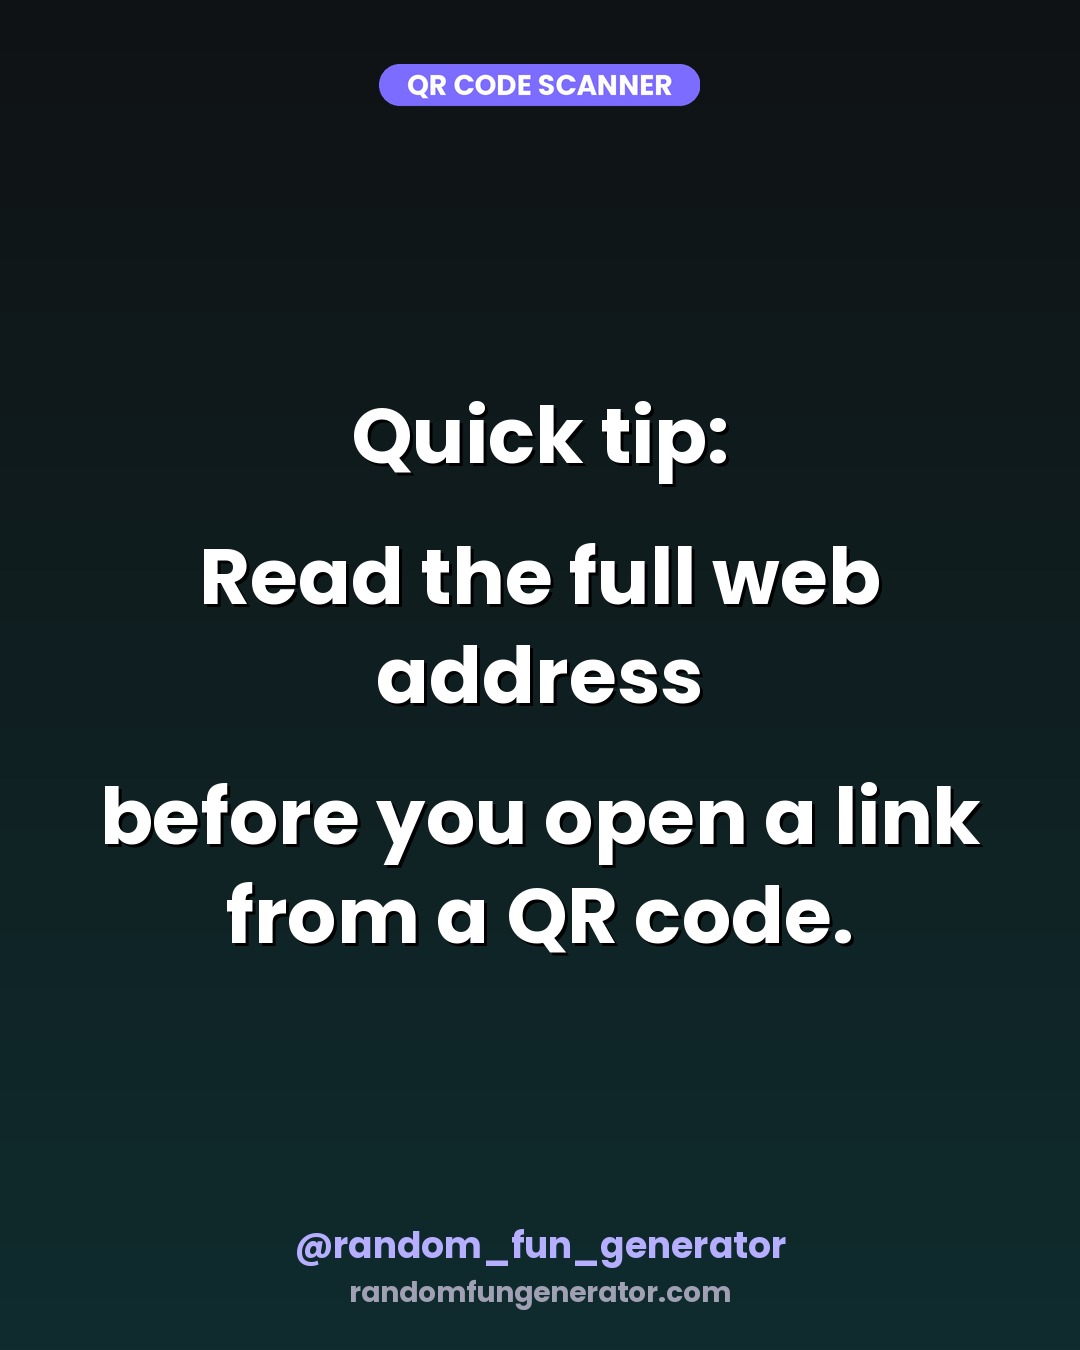 QR CODE SCANNER
Quick tip:
Read the full web
address
before you open a link
from a QR code.
@random_fun_generator
randomfungenerator.com